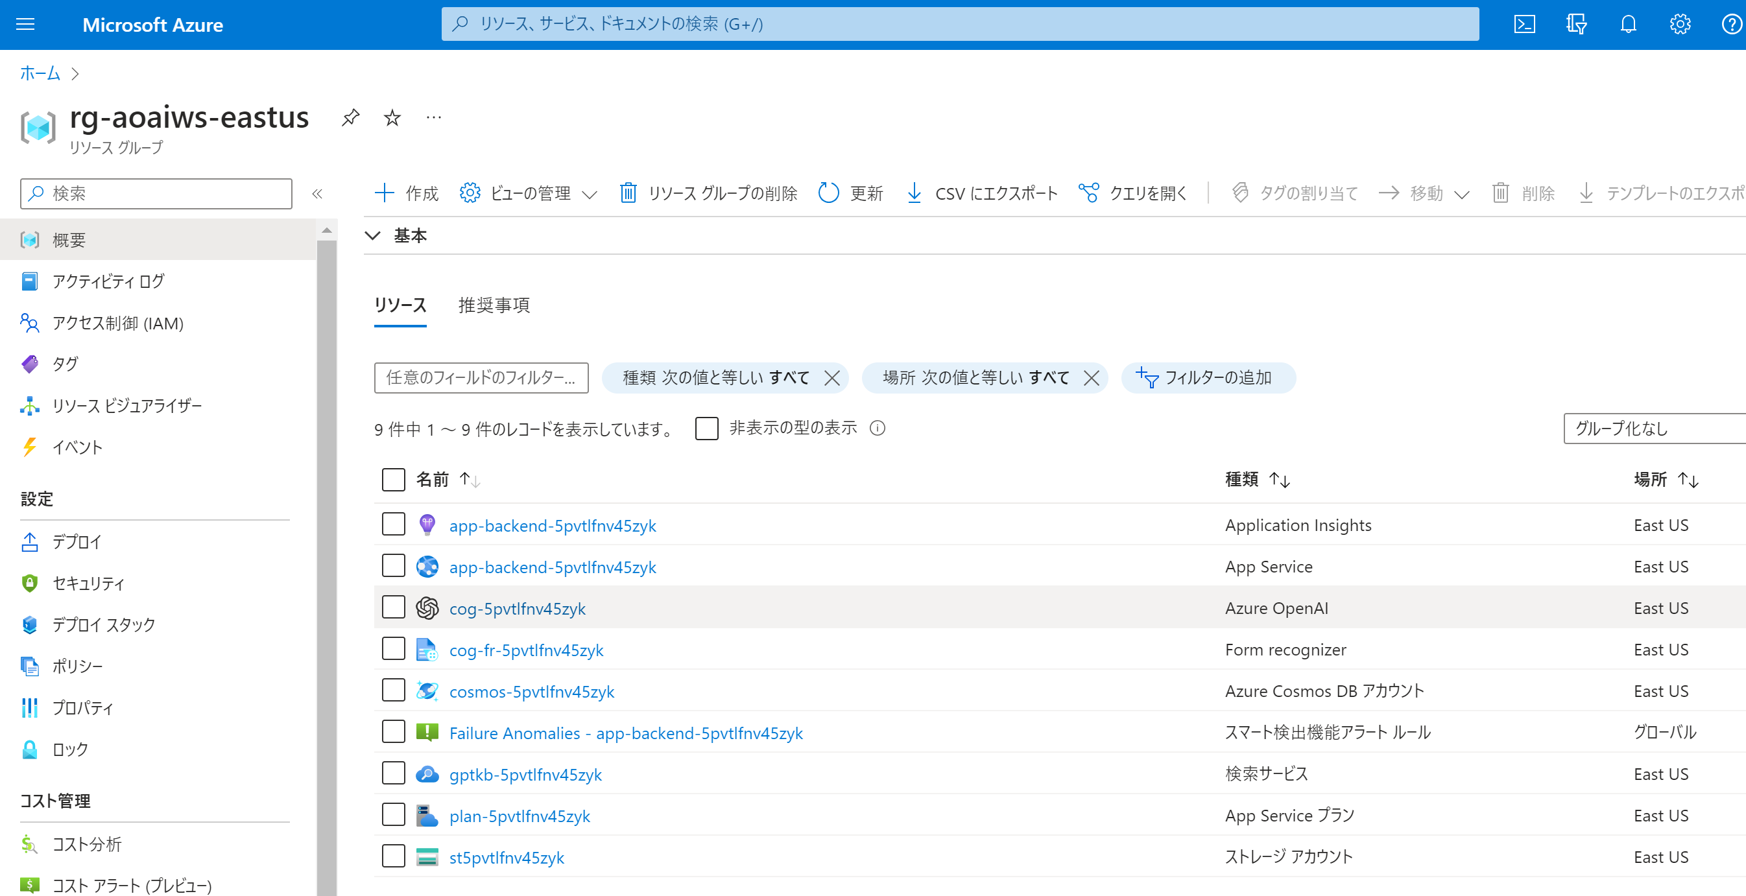 Microsoft Azure
リソース、サービス、ドキュメントの検索 (G+/)
ホーム
rg-aoaiws-eastus
リソース グループ
検索
作成 ビューの管理 リソース グループの削除 更新 CSV にエクスポート クエリを開く タグの割り当て 移動 削除 テンプレートのエクスポ
概要
アクティビティ ログ
アクセス制御 (IAM)
タグ
リソース ビジュアライザー
イベント
設定
デプロイ
セキュリティ
デプロイ スタック
ポリシー
プロパティ
ロック
コスト管理
コスト分析
コスト アラート (プレビュー)
基本
リソース 推奨事項
任意のフィールドのフィルター... 種類 次の値と等しい すべて 場所 次の値と等しい すべて フィルターの追加
9 件中 1 ～ 9 件のレコードを表示しています。 非表示の型の表示 グループ化なし
名前 種類 場所
app-backend-5pvtlfnv45zyk Application Insights East US
app-backend-5pvtlfnv45zyk App Service East US
cog-5pvtlfnv45zyk Azure OpenAI East US
cog-fr-5pvtlfnv45zyk Form recognizer East US
cosmos-5pvtlfnv45zyk Azure Cosmos DB アカウント East US
Failure Anomalies - app-backend-5pvtlfnv45zyk スマート検出機能アラート ルール グローバル
gptkb-5pvtlfnv45zyk 検索サービス East US
plan-5pvtlfnv45zyk App Service プラン East US
st5pvtlfnv45zyk ストレージ アカウント East US